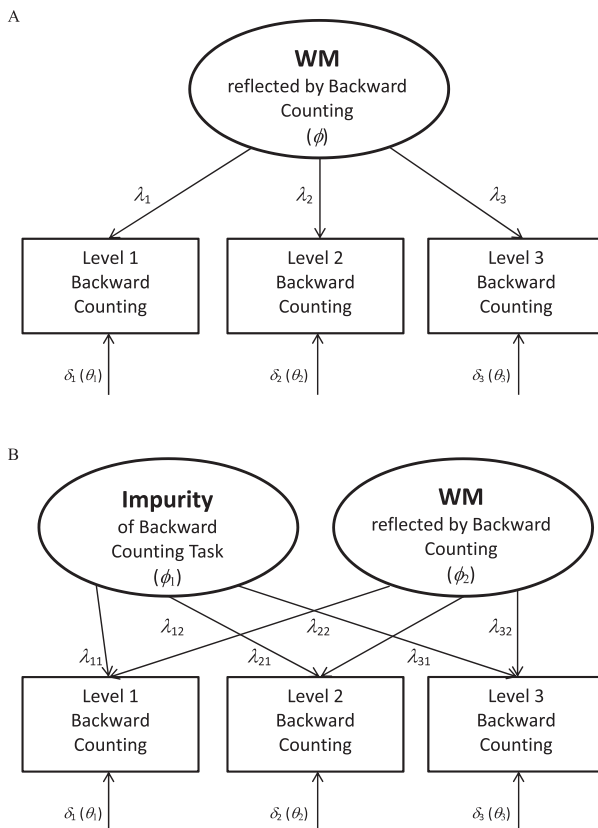 A
WM
reflected by Backward
Counting
(ϕ)
λ1
λ2
λ3
Level 1
Backward
Counting
Level 2
Backward
Counting
Level 3
Backward
Counting
δ1 (θ1)
δ2 (θ2)
δ3 (θ3)
B
Impurity
of Backward
Counting Task
(ϕ1)
WM
reflected by Backward
Counting
(ϕ2)
λ11
λ12
λ21
λ22
λ31
λ32
Level 1
Backward
Counting
Level 2
Backward
Counting
Level 3
Backward
Counting
δ1 (θ1)
δ2 (θ2)
δ3 (θ3)